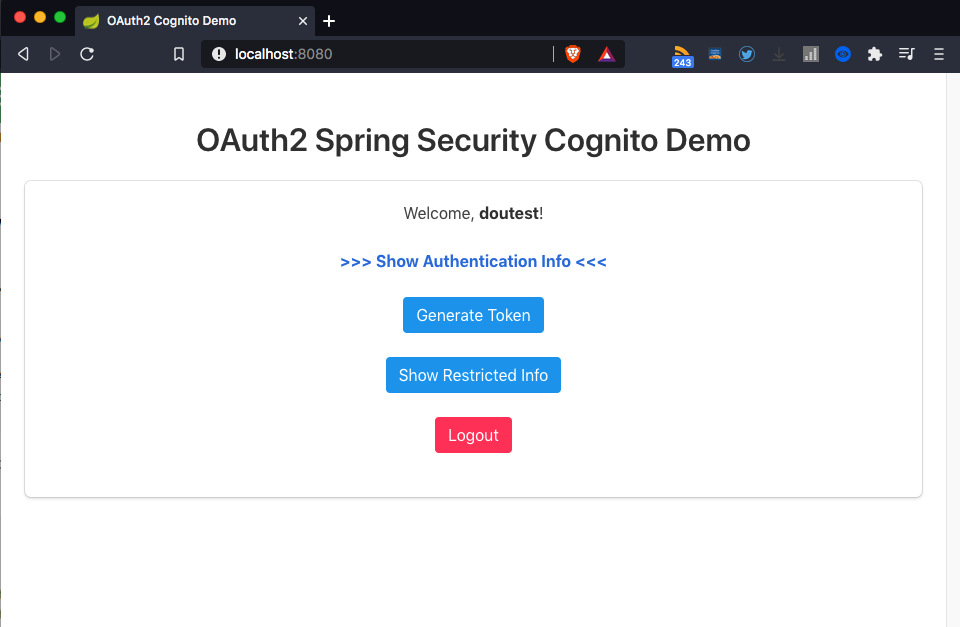 OAuth2 Cognito Demo
localhost:8080
243
OAuth2 Spring Security Cognito Demo
Welcome, doutest!
>>> Show Authentication Info <<<
Generate Token
Show Restricted Info
Logout